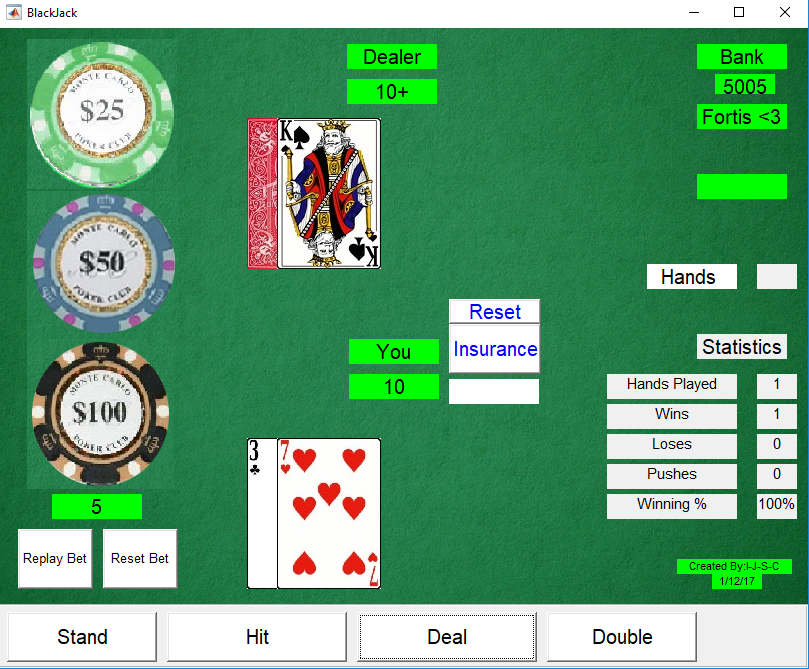 BlackJack
MONTE CARLO
$25
POKER CLUB
MONTE CARLO
$50
POKER CLUB
MONTE CARLO
$100
POKER CLUB
5
Replay Bet
Reset Bet
Dealer
10+
K
K
Reset
Insurance
You
10
3
7
7
Bank
5005
Fortis <3
Hands
Statistics
Hands Played 1
Wins 1
Loses 0
Pushes 0
Winning % 100%
Created By:I-J-S-C
1/12/17
Stand
Hit
Deal
Double